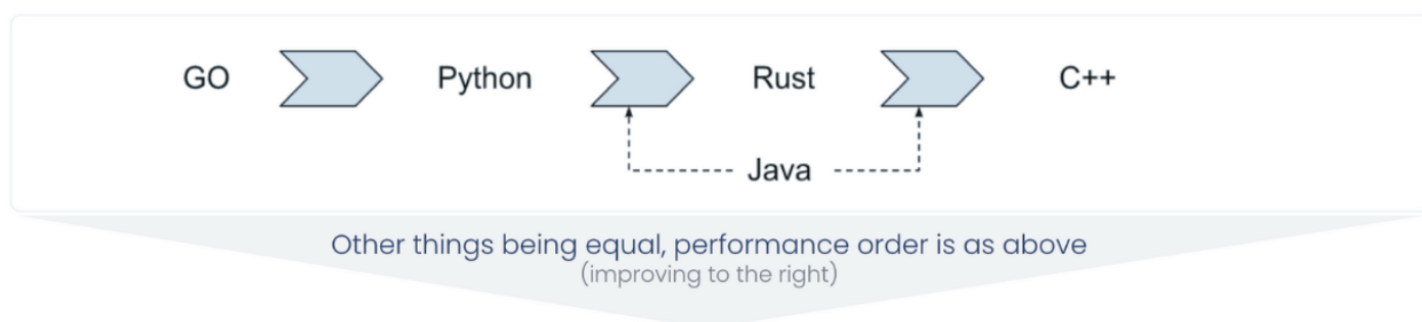 GO Python Rust C++
Java
Other things being equal, performance order is as above
(improving to the right)